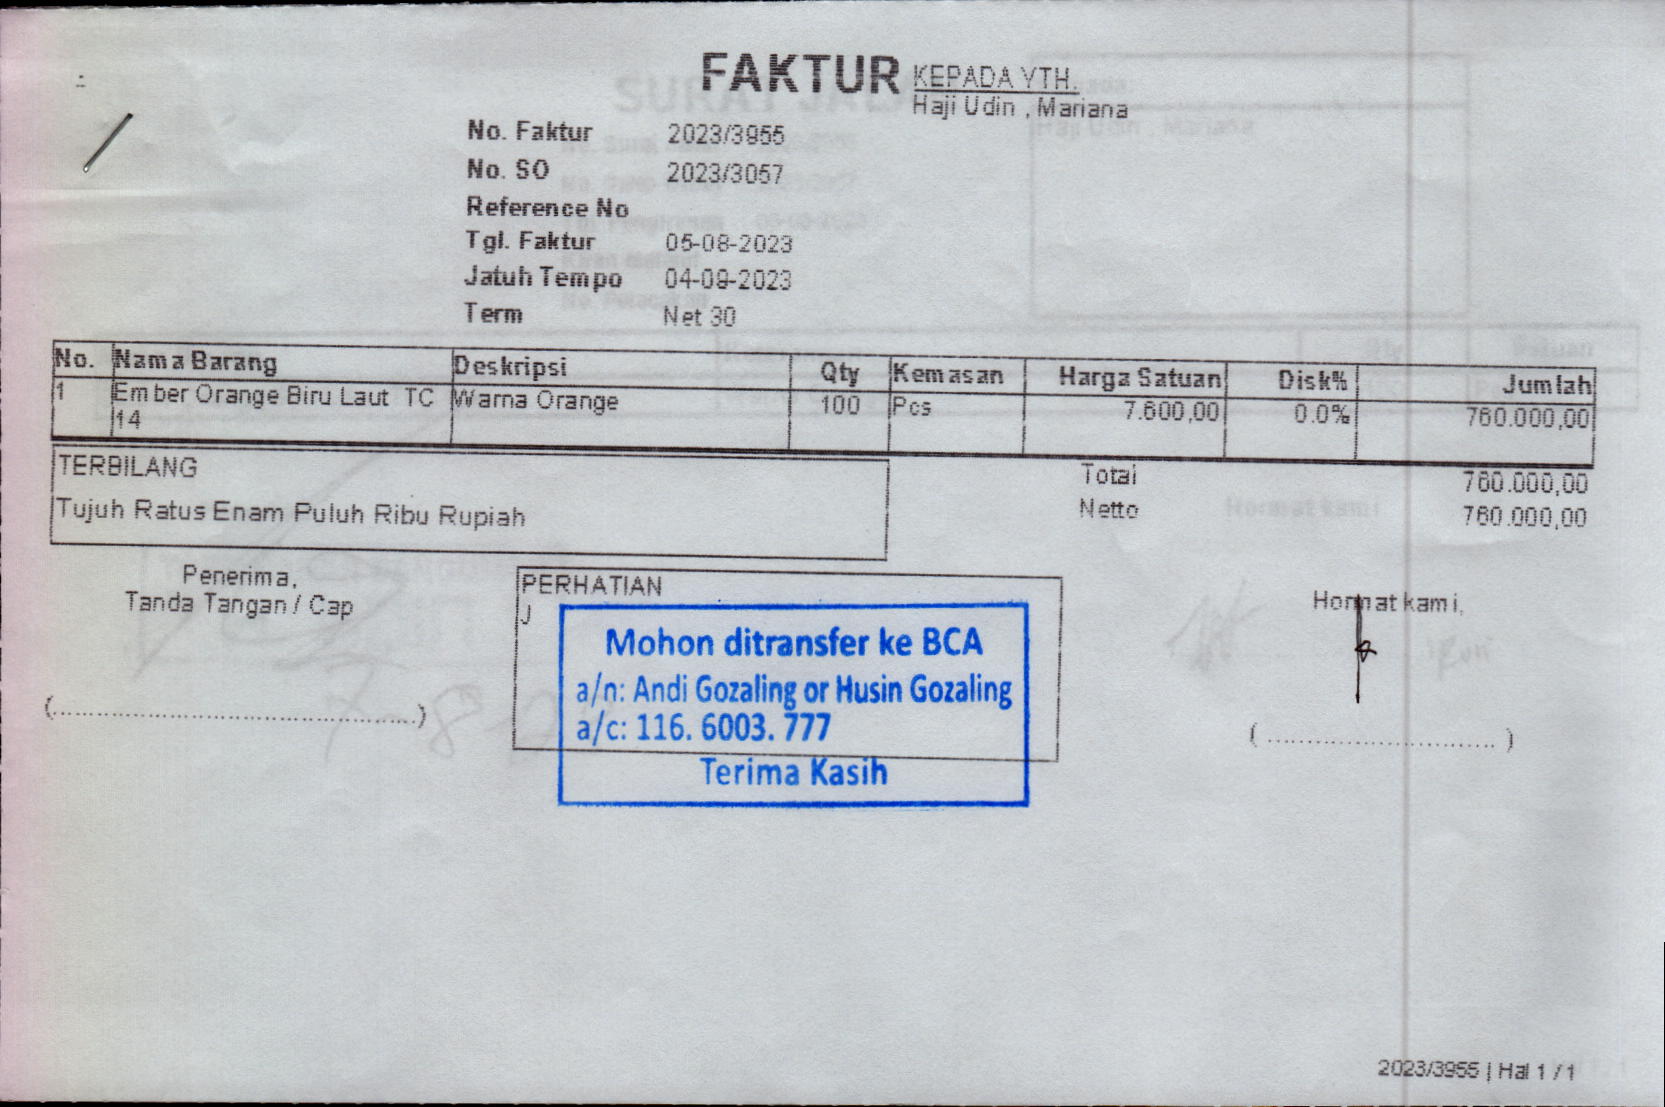 FAKTUR
KEPADA YTH.
Haji Udin , Mariana
No. Faktur 2023/3955
No. SO 2023/3057
Reference No
Tgl. Faktur 05-08-2023
Jatuh Tempo 04-09-2023
Term Net 30
No. Nama Barang Deskripsi Qty Kemasan Harga Satuan Disk% Jumlah
1 Ember Orange Biru Laut TC Warna Orange 100 Pcs 7.600,00 0.0% 760.000,00
14
TERBILANG
Tujuh Ratus Enam Puluh Ribu Rupiah
Total 760.000,00
Netto 760.000,00
Penerima,
Tanda Tangan / Cap
PERHATIAN
J
Mohon ditransfer ke BCA
a/n: Andi Gozaling or Husin Gozaling
a/c: 116. 6003. 777
Terima Kasih
Hormat kami,
(................................................)
( ............................. )
2023/3955 | Hal 1 / 1